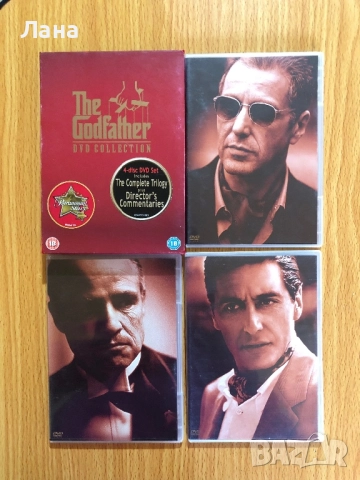 Лана
The
Godfather
DVD COLLECTION
4-disc DVD Set
Includes
The Complete Trilogy
and
Director's
Commentaries
18
18
DVD
DVD
DVD
BAZAR